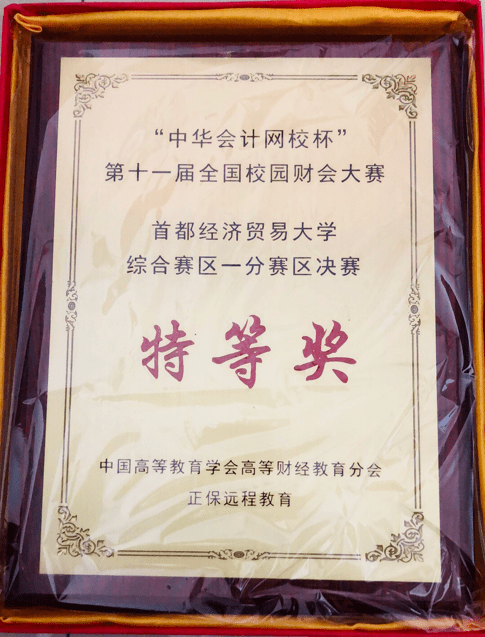 “中华会计网校杯”
第十一届全国校园财会大赛
首都经济贸易大学
综合赛区一分赛区决赛
特等奖
中国高等教育学会高等财经教育分会
正保远程教育